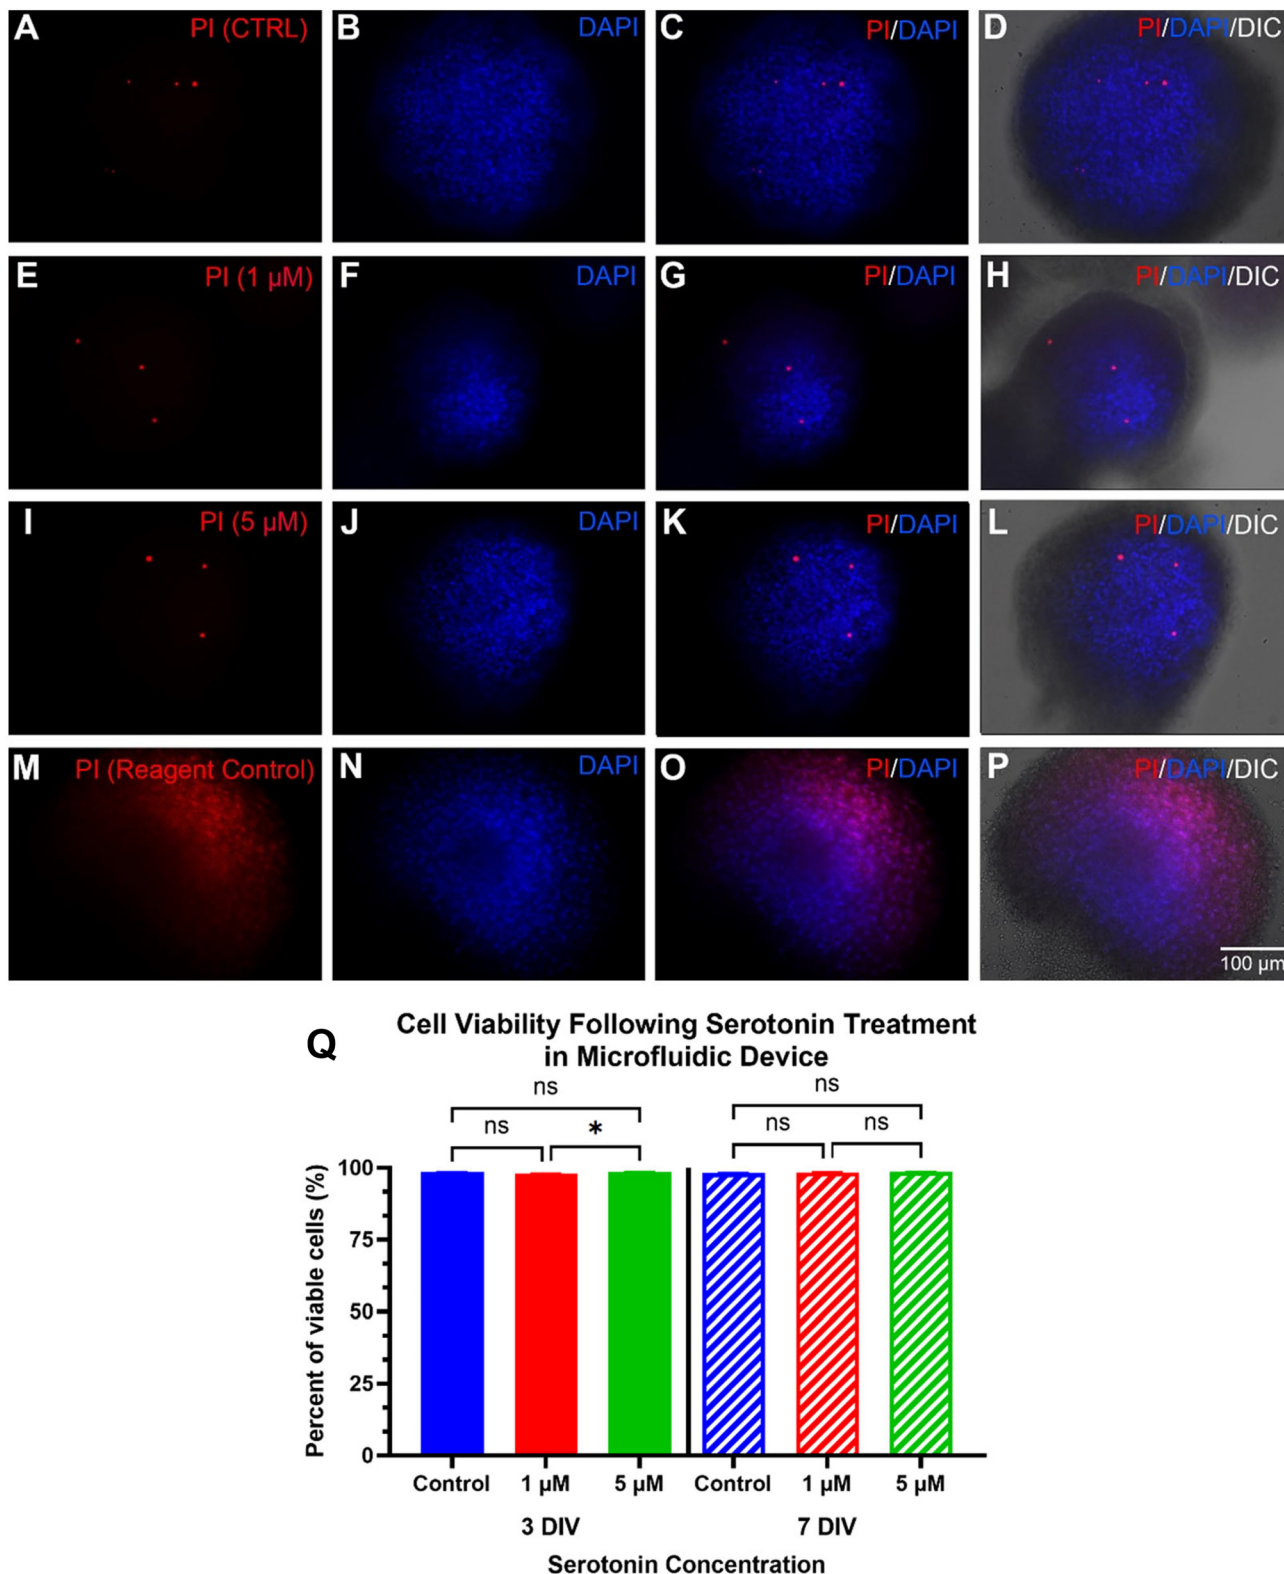 A PI (CTRL) B DAPI C PI/DAPI D PI/DAPI/DIC
E PI (1 µM) F DAPI G PI/DAPI H PI/DAPI/DIC
I PI (5 µM) J DAPI K PI/DAPI L PI/DAPI/DIC
M PI (Reagent Control) N DAPI O PI/DAPI P PI/DAPI/DIC
100 µm
Q
Cell Viability Following Serotonin Treatment
in Microfluidic Device
ns ns
ns * ns ns
Percent of viable cells (%)
100
75
50
25
0
Control 1 µM 5 µM Control 1 µM 5 µM
3 DIV 7 DIV
Serotonin Concentration